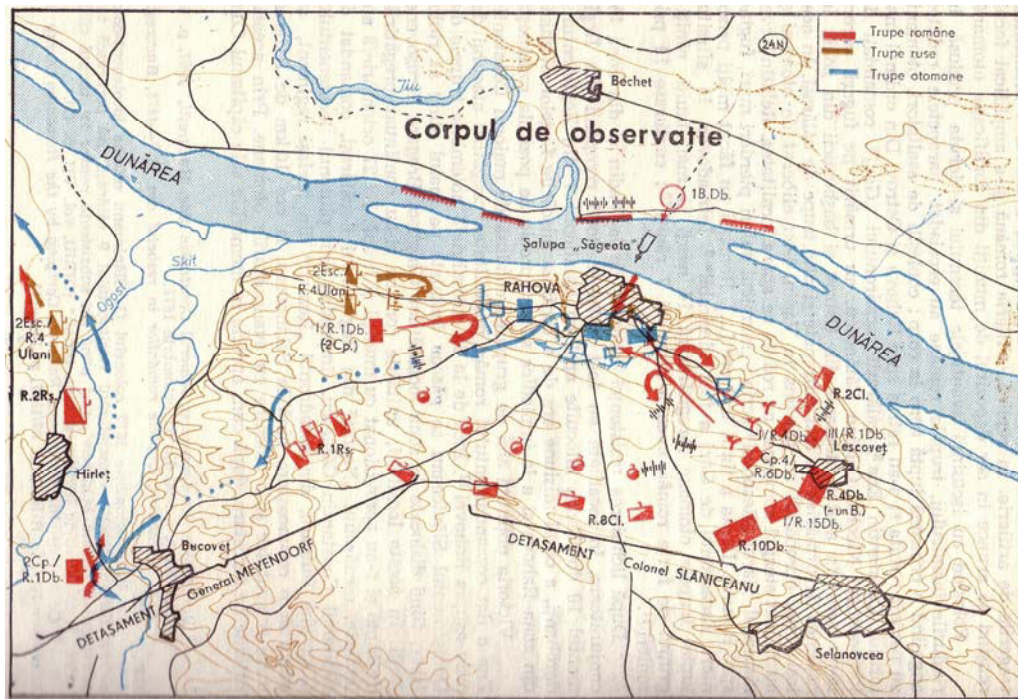 Trupe române
Trupe ruse
Trupe otomane
24N
Bechet
Jiu
Corpul de observație
DUNĂREA
1B.Db.
Șalupa „Săgeata"
Skit
Ogost
2Esc./
R.4Ulani
RAHOVA
I/R.1Db.
(-2Cp.)
2Esc./
R.4
Ulani
DUNĂREA
R.2Rs.
R.2Cl.
I/R.4Db.
III/R.1Db.
Lescoveț
R.1Rs.
Cp.4/
R.6Db.
Hîrleț
R.4Db.
(-un B.)
I/R.15Db.
R.8Cl.
R.10Db.
Bucoveț
2Cp./
R.1Db.
DETAȘAMENT General MEYENDORF
DETAȘAMENT Colonel SLĂNICEANU
Selanovcea